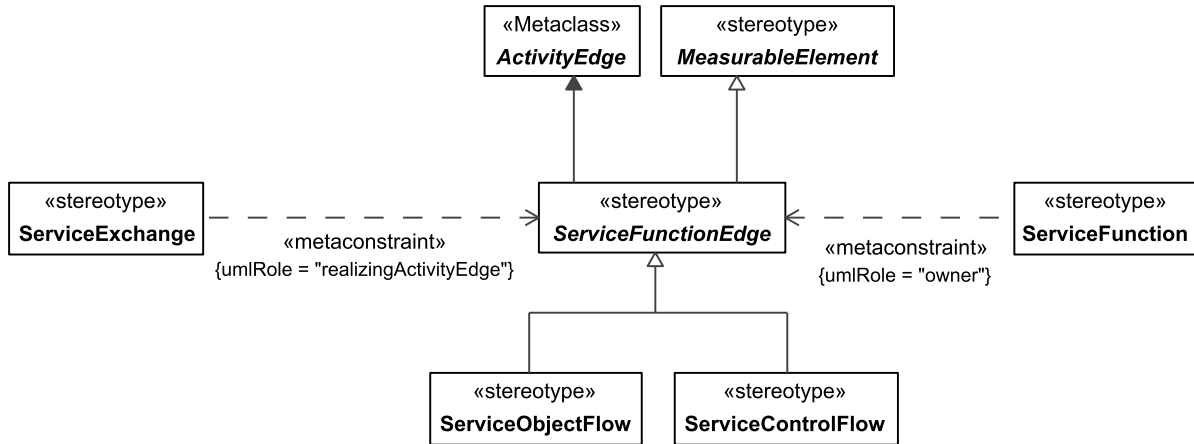 «Metaclass»
ActivityEdge
«stereotype»
MeasurableElement
«stereotype»
ServiceExchange
«metaconstraint»
{umlRole = "realizingActivityEdge"}
«stereotype»
ServiceFunctionEdge
«metaconstraint»
{umlRole = "owner"}
«stereotype»
ServiceFunction
«stereotype»
ServiceObjectFlow
«stereotype»
ServiceControlFlow